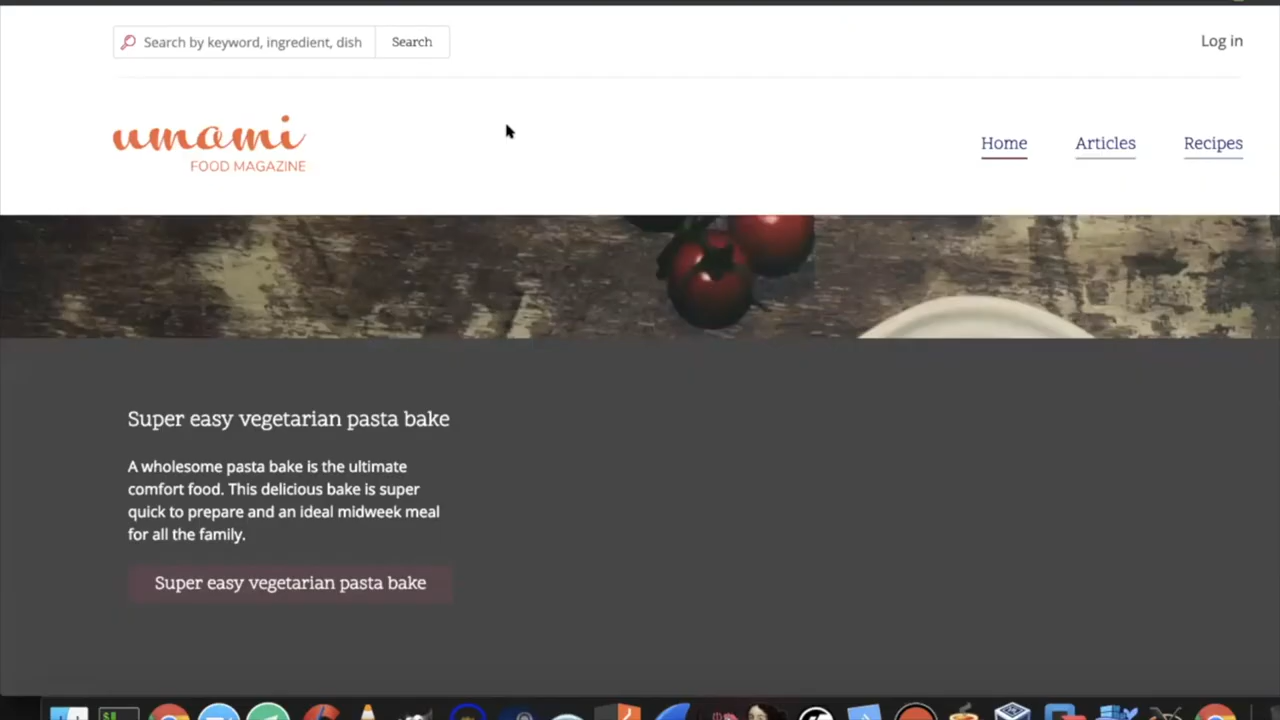 Search by keyword, ingredient, dish
Search
Log in
umami
FOOD MAGAZINE
Home
Articles
Recipes
Super easy vegetarian pasta bake
A wholesome pasta bake is the ultimate
comfort food. This delicious bake is super
quick to prepare and an ideal midweek meal
for all the family.
Super easy vegetarian pasta bake